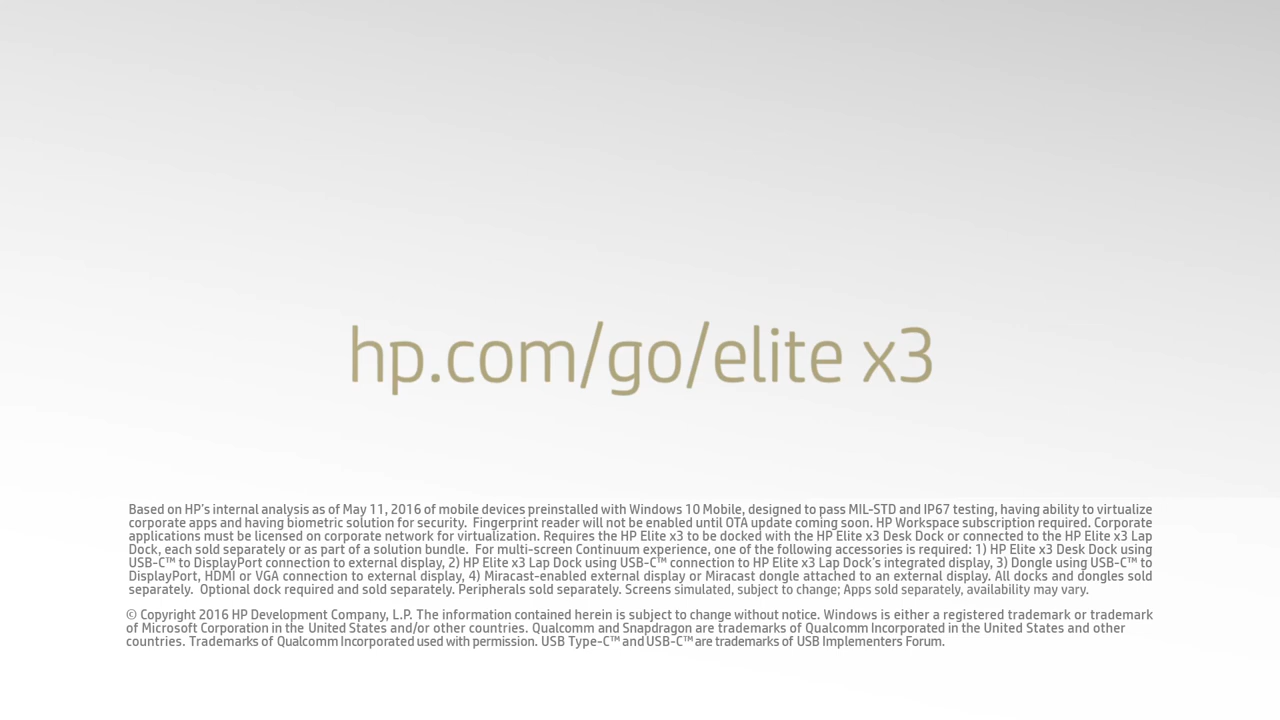 hp.com/go/elite x3
Based on HP's internal analysis as of May 11, 2016 of mobile devices preinstalled with Windows 10 Mobile, designed to pass MIL-STD and IP67 testing, having ability to virtualize
corporate apps and having biometric solution for security.  Fingerprint reader will not be enabled until OTA update coming soon. HP Workspace subscription required. Corporate
applications must be licensed on corporate network for virtualization. Requires the HP Elite x3 to be docked with the HP Elite x3 Desk Dock or connected to the HP Elite x3 Lap
Dock, each sold separately or as part of a solution bundle.  For multi-screen Continuum experience, one of the following accessories is required: 1) HP Elite x3 Desk Dock using
USB-C™ to DisplayPort connection to external display, 2) HP Elite x3 Lap Dock using USB-C™ connection to HP Elite x3 Lap Dock's integrated display, 3) Dongle using USB-C™ to
DisplayPort, HDMI or VGA connection to external display, 4) Miracast-enabled external display or Miracast dongle attached to an external display. All docks and dongles sold
separately.  Optional dock required and sold separately. Peripherals sold separately. Screens simulated, subject to change; Apps sold separately, availability may vary.
© Copyright 2016 HP Development Company, L.P. The information contained herein is subject to change without notice. Windows is either a registered trademark or trademark
of Microsoft Corporation in the United States and/or other countries. Qualcomm and Snapdragon are trademarks of Qualcomm Incorporated in the United States and other
countries. Trademarks of Qualcomm Incorporated used with permission. USB Type-C™ and USB-C™ are trademarks of USB Implementers Forum.